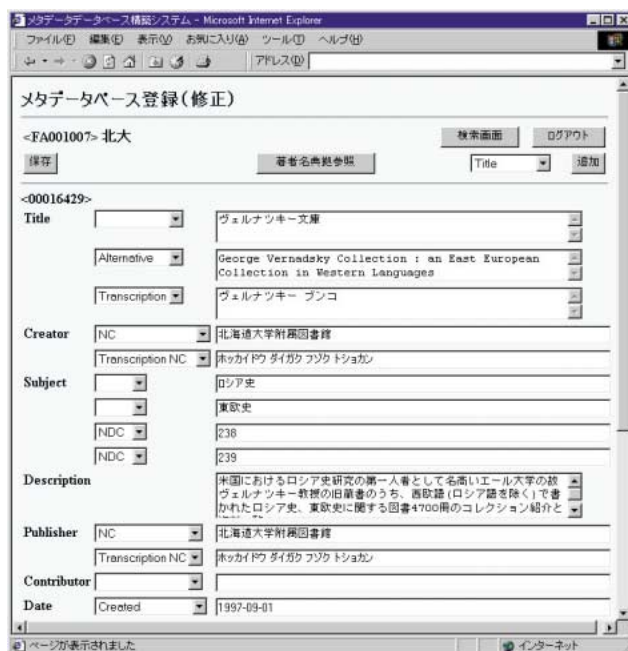 メタデータデータベース構築システム - Microsoft Internet Explorer
ファイル(F) 編集(E) 表示(V) お気に入り(A) ツール(T) ヘルプ(H)
アドレス(D)
メタデータベース登録(修正)
<FA001007> 北大 検索画面 ログアウト
保存 著者名典拠参照 Title 追加
<00016429>
Title ヴェルナツキー文庫
Alternative George Vernadsky Collection : an East European
Collection in Western Languages
Transcription ヴェルナツキー ブンコ
Creator NC 北海道大学附属図書館
Transcription NC ホッカイドウ ダイガク フゾク トショカン
Subject ロシア史
東欧史
NDC 238
NDC 239
Description 米国におけるロシア史研究の第一人者として名高いエール大学の故
ヴェルナツキー教授の旧蔵書のうち、西欧語(ロシア語を除く)で書
かれたロシア史、東欧史に関する図書4700冊のコレクション紹介と
Publisher NC 北海道大学附属図書館
Transcription NC ホッカイドウ ダイガク フゾク トショカン
Contributor
Date Created 1997-09-01
ページが表示されました インターネット